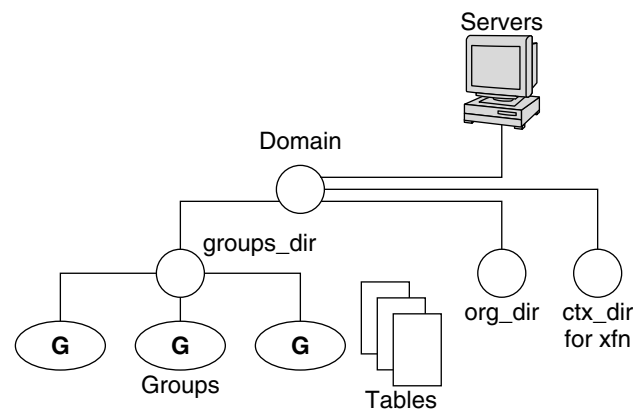 Servers
Domain
groups_dir
org_dir
ctx_dir
for xfn
G
G
G
Groups
Tables